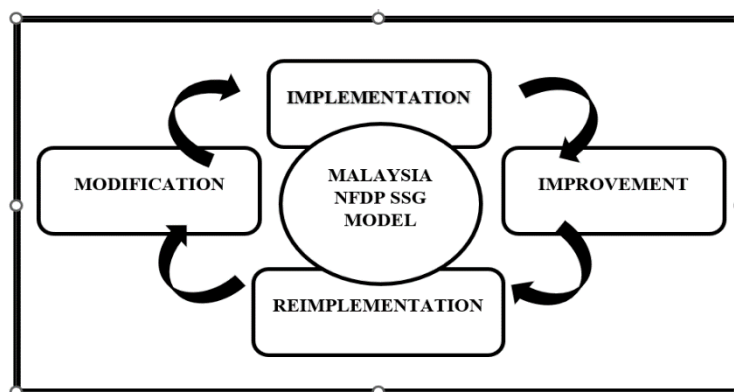 IMPLEMENTATION
MODIFICATION
MALAYSIA
NFDP SSG
MODEL
IMPROVEMENT
REIMPLEMENTATION